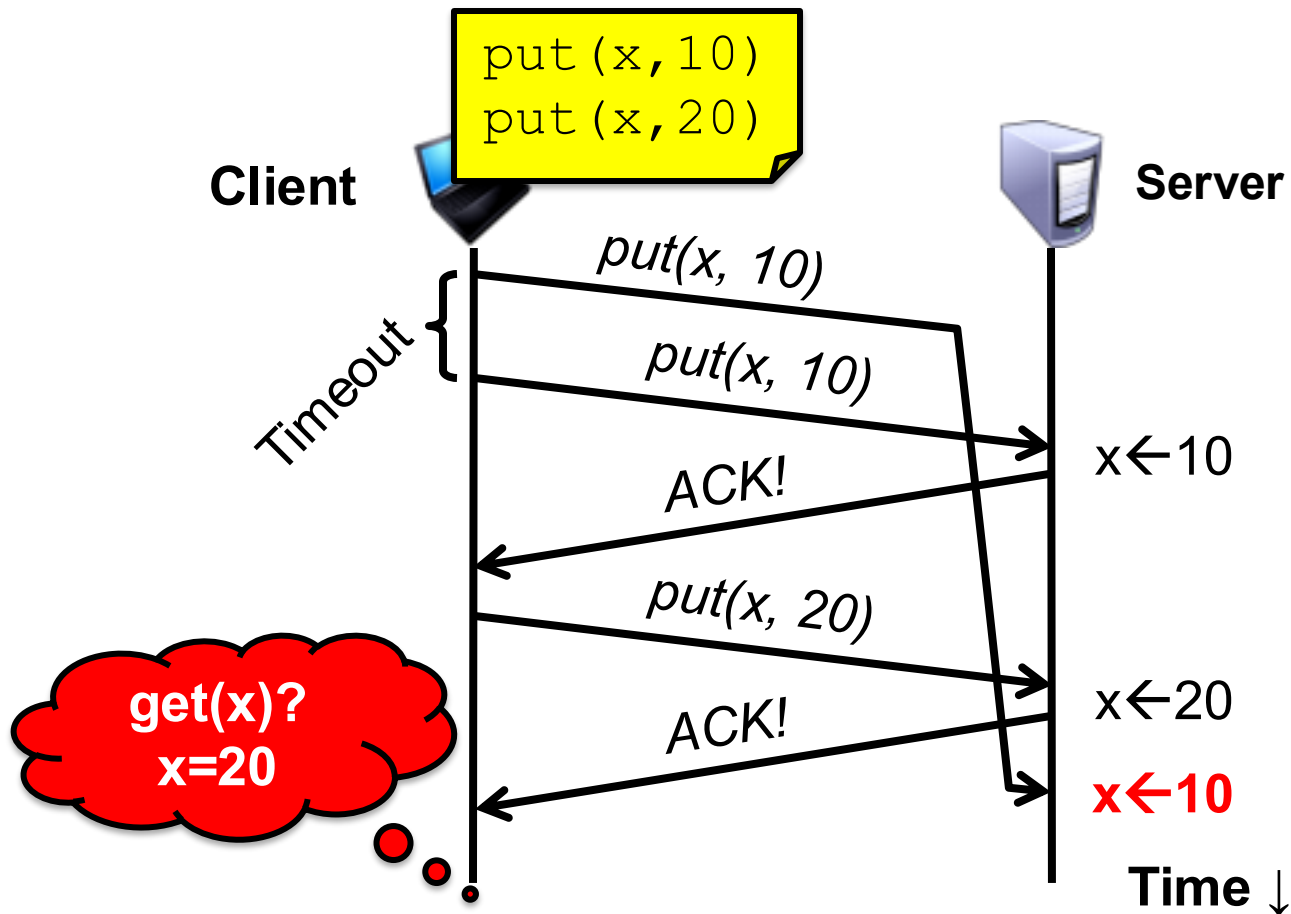 put(x,10)
put(x,20)
Client
Server
put(x, 10)
Timeout
put(x, 10)
x←10
ACK!
put(x, 20)
get(x)?
x=20
x←20
ACK!
x←10
Time ↓